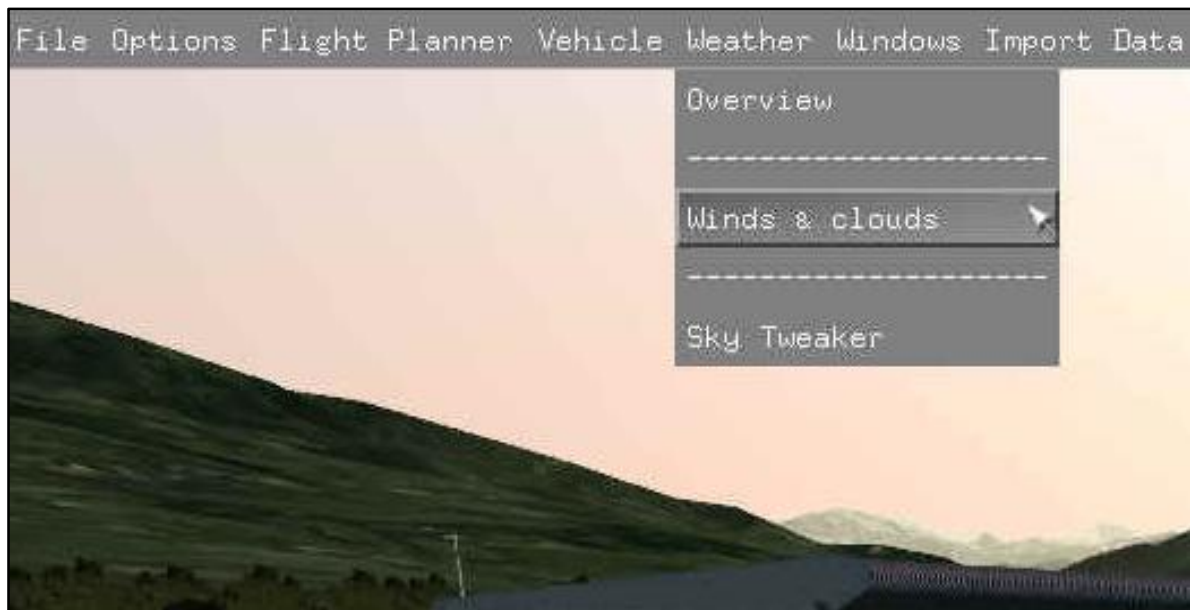 File Options Flight Planner Vehicle Weather Windows Import Data
Overview
---------------------
Winds & clouds
---------------------
Sky Tweaker